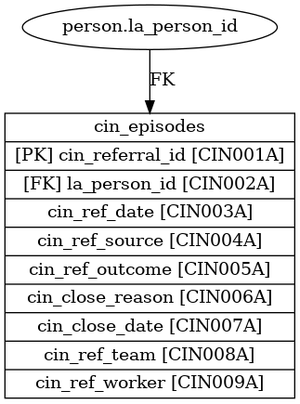 person.la_person_id
FK
cin_episodes
[PK] cin_referral_id [CIN001A]
[FK] la_person_id [CIN002A]
cin_ref_date [CIN003A]
cin_ref_source [CIN004A]
cin_ref_outcome [CIN005A]
cin_close_reason [CIN006A]
cin_close_date [CIN007A]
cin_ref_team [CIN008A]
cin_ref_worker [CIN009A]